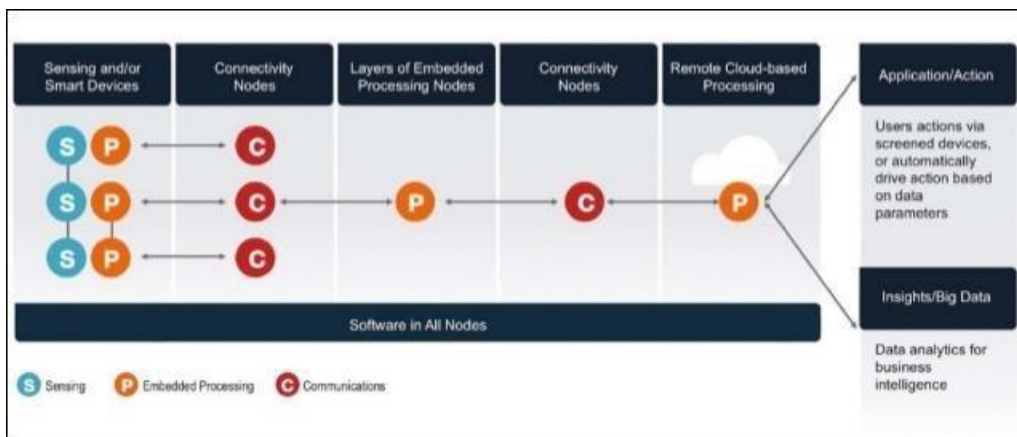 Sensing and/or
Smart Devices
Connectivity
Nodes
Layers of Embedded
Processing Nodes
Connectivity
Nodes
Remote Cloud-based
Processing
Application/Action
S P C
Users actions via
screened devices,
or automatically
drive action based
on data
parameters
S P C P C P
S P C
Insights/Big Data
Software in All Nodes
Data analytics for
business
intelligence
S Sensing
P Embedded Processing
C Communications